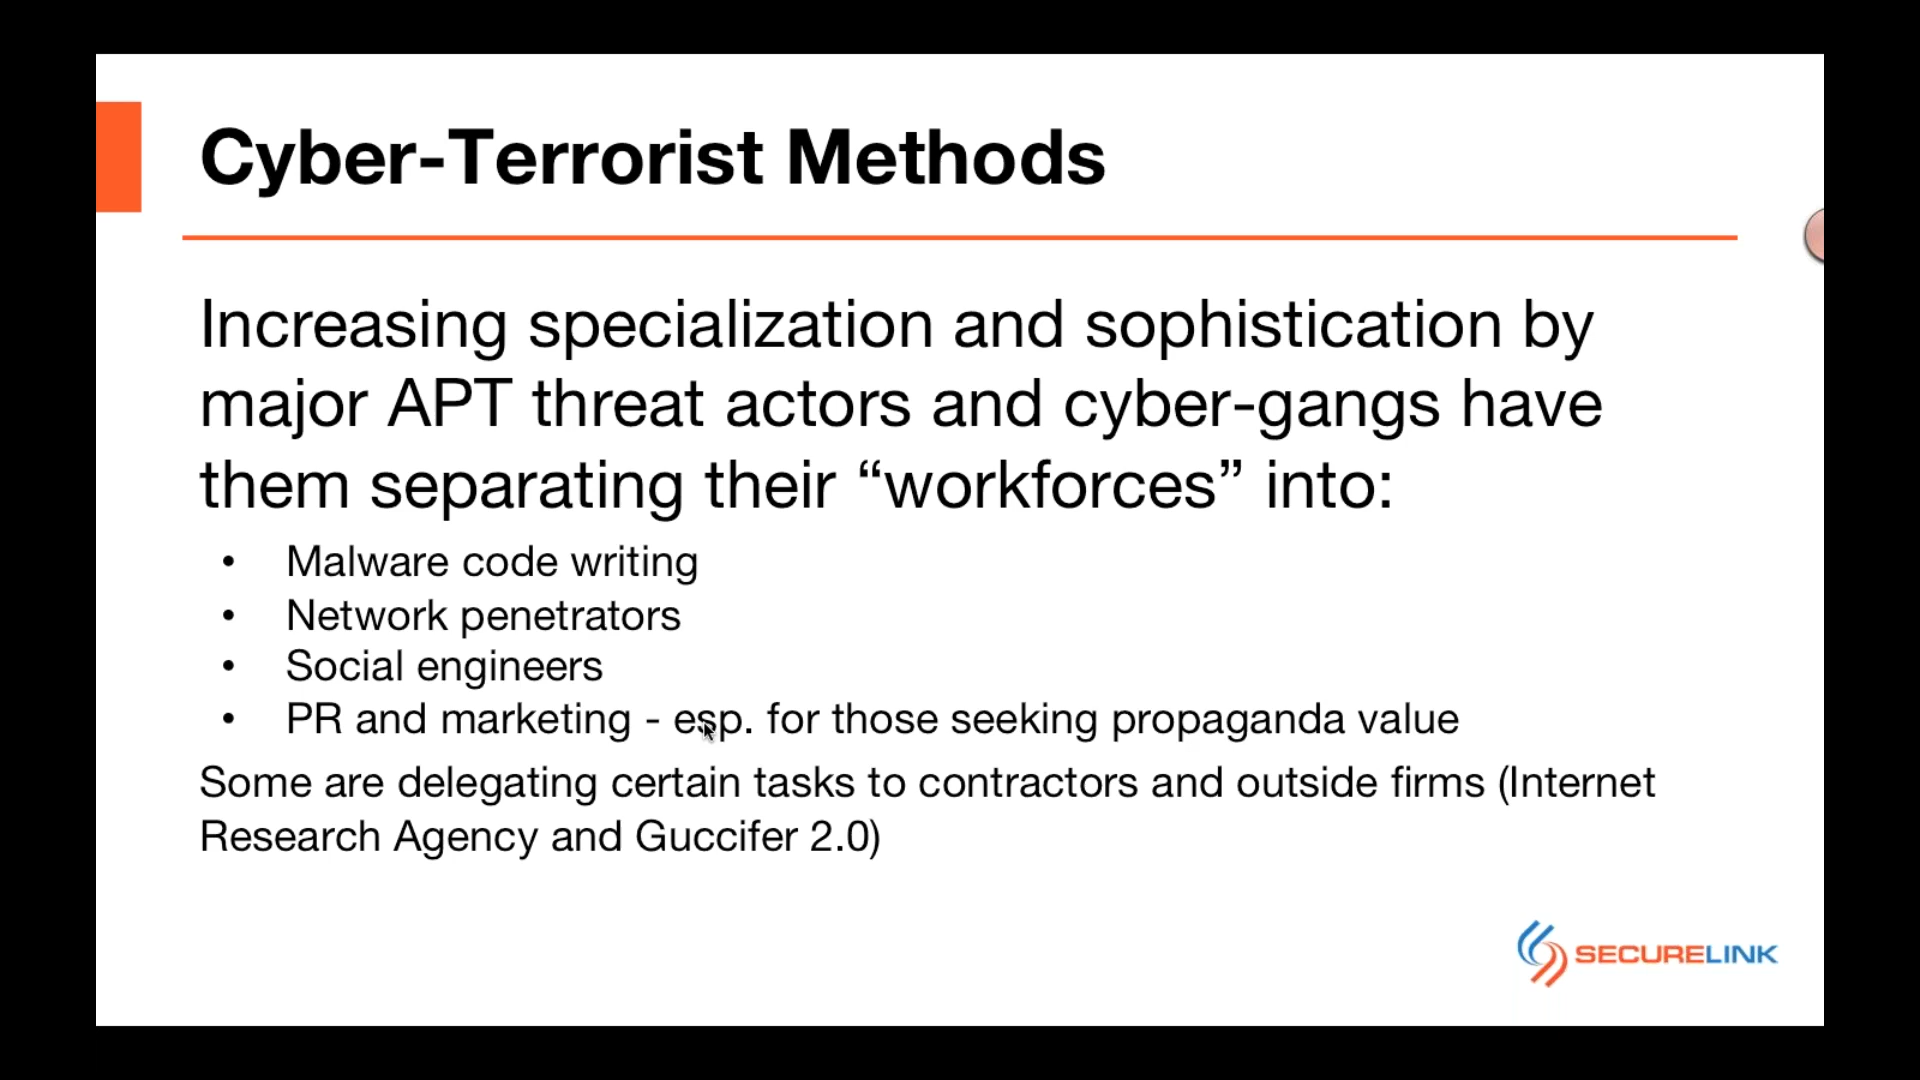 Cyber-Terrorist Methods
Increasing specialization and sophistication by
major APT threat actors and cyber-gangs have
them separating their “workforces” into:
• Malware code writing
• Network penetrators
• Social engineers
• PR and marketing - esp. for those seeking propaganda value
Some are delegating certain tasks to contractors and outside firms (Internet
Research Agency and Guccifer 2.0)
SECURELINK